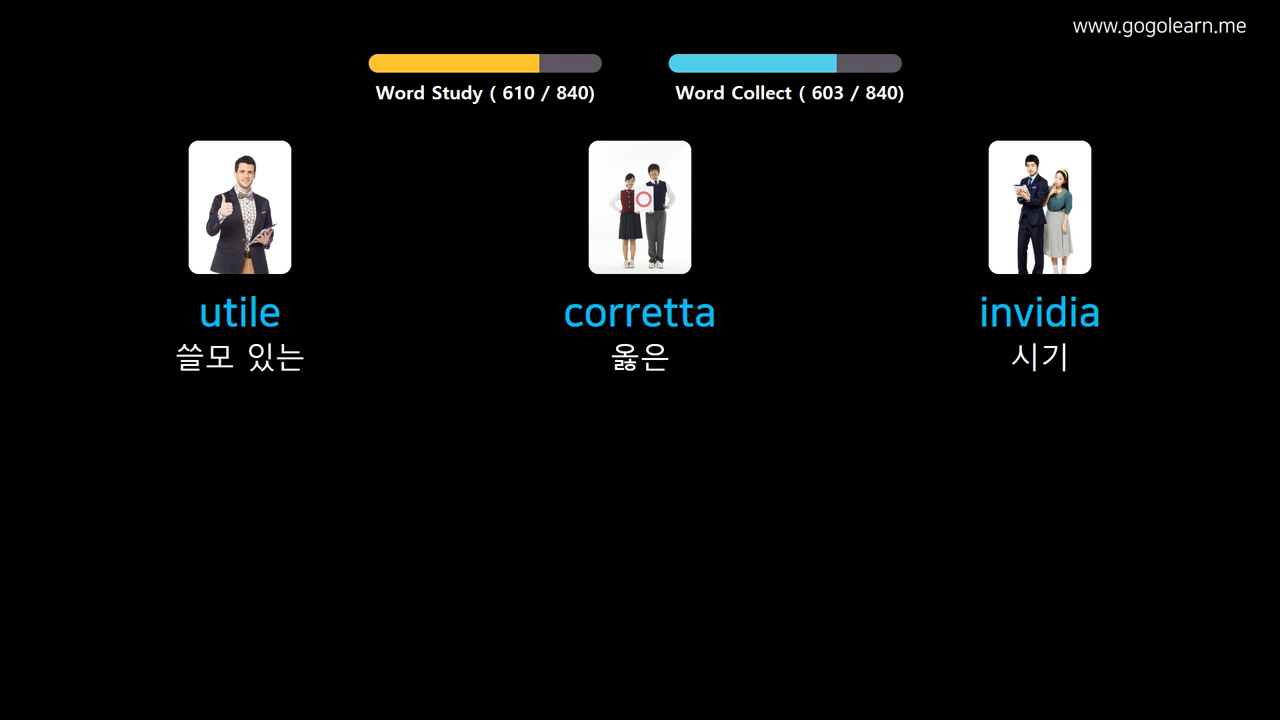 www.gogolearn.me
Word Study ( 610 / 840)
Word Collect ( 603 / 840)
utile
쓸모 있는
corretta
옳은
invidia
시기